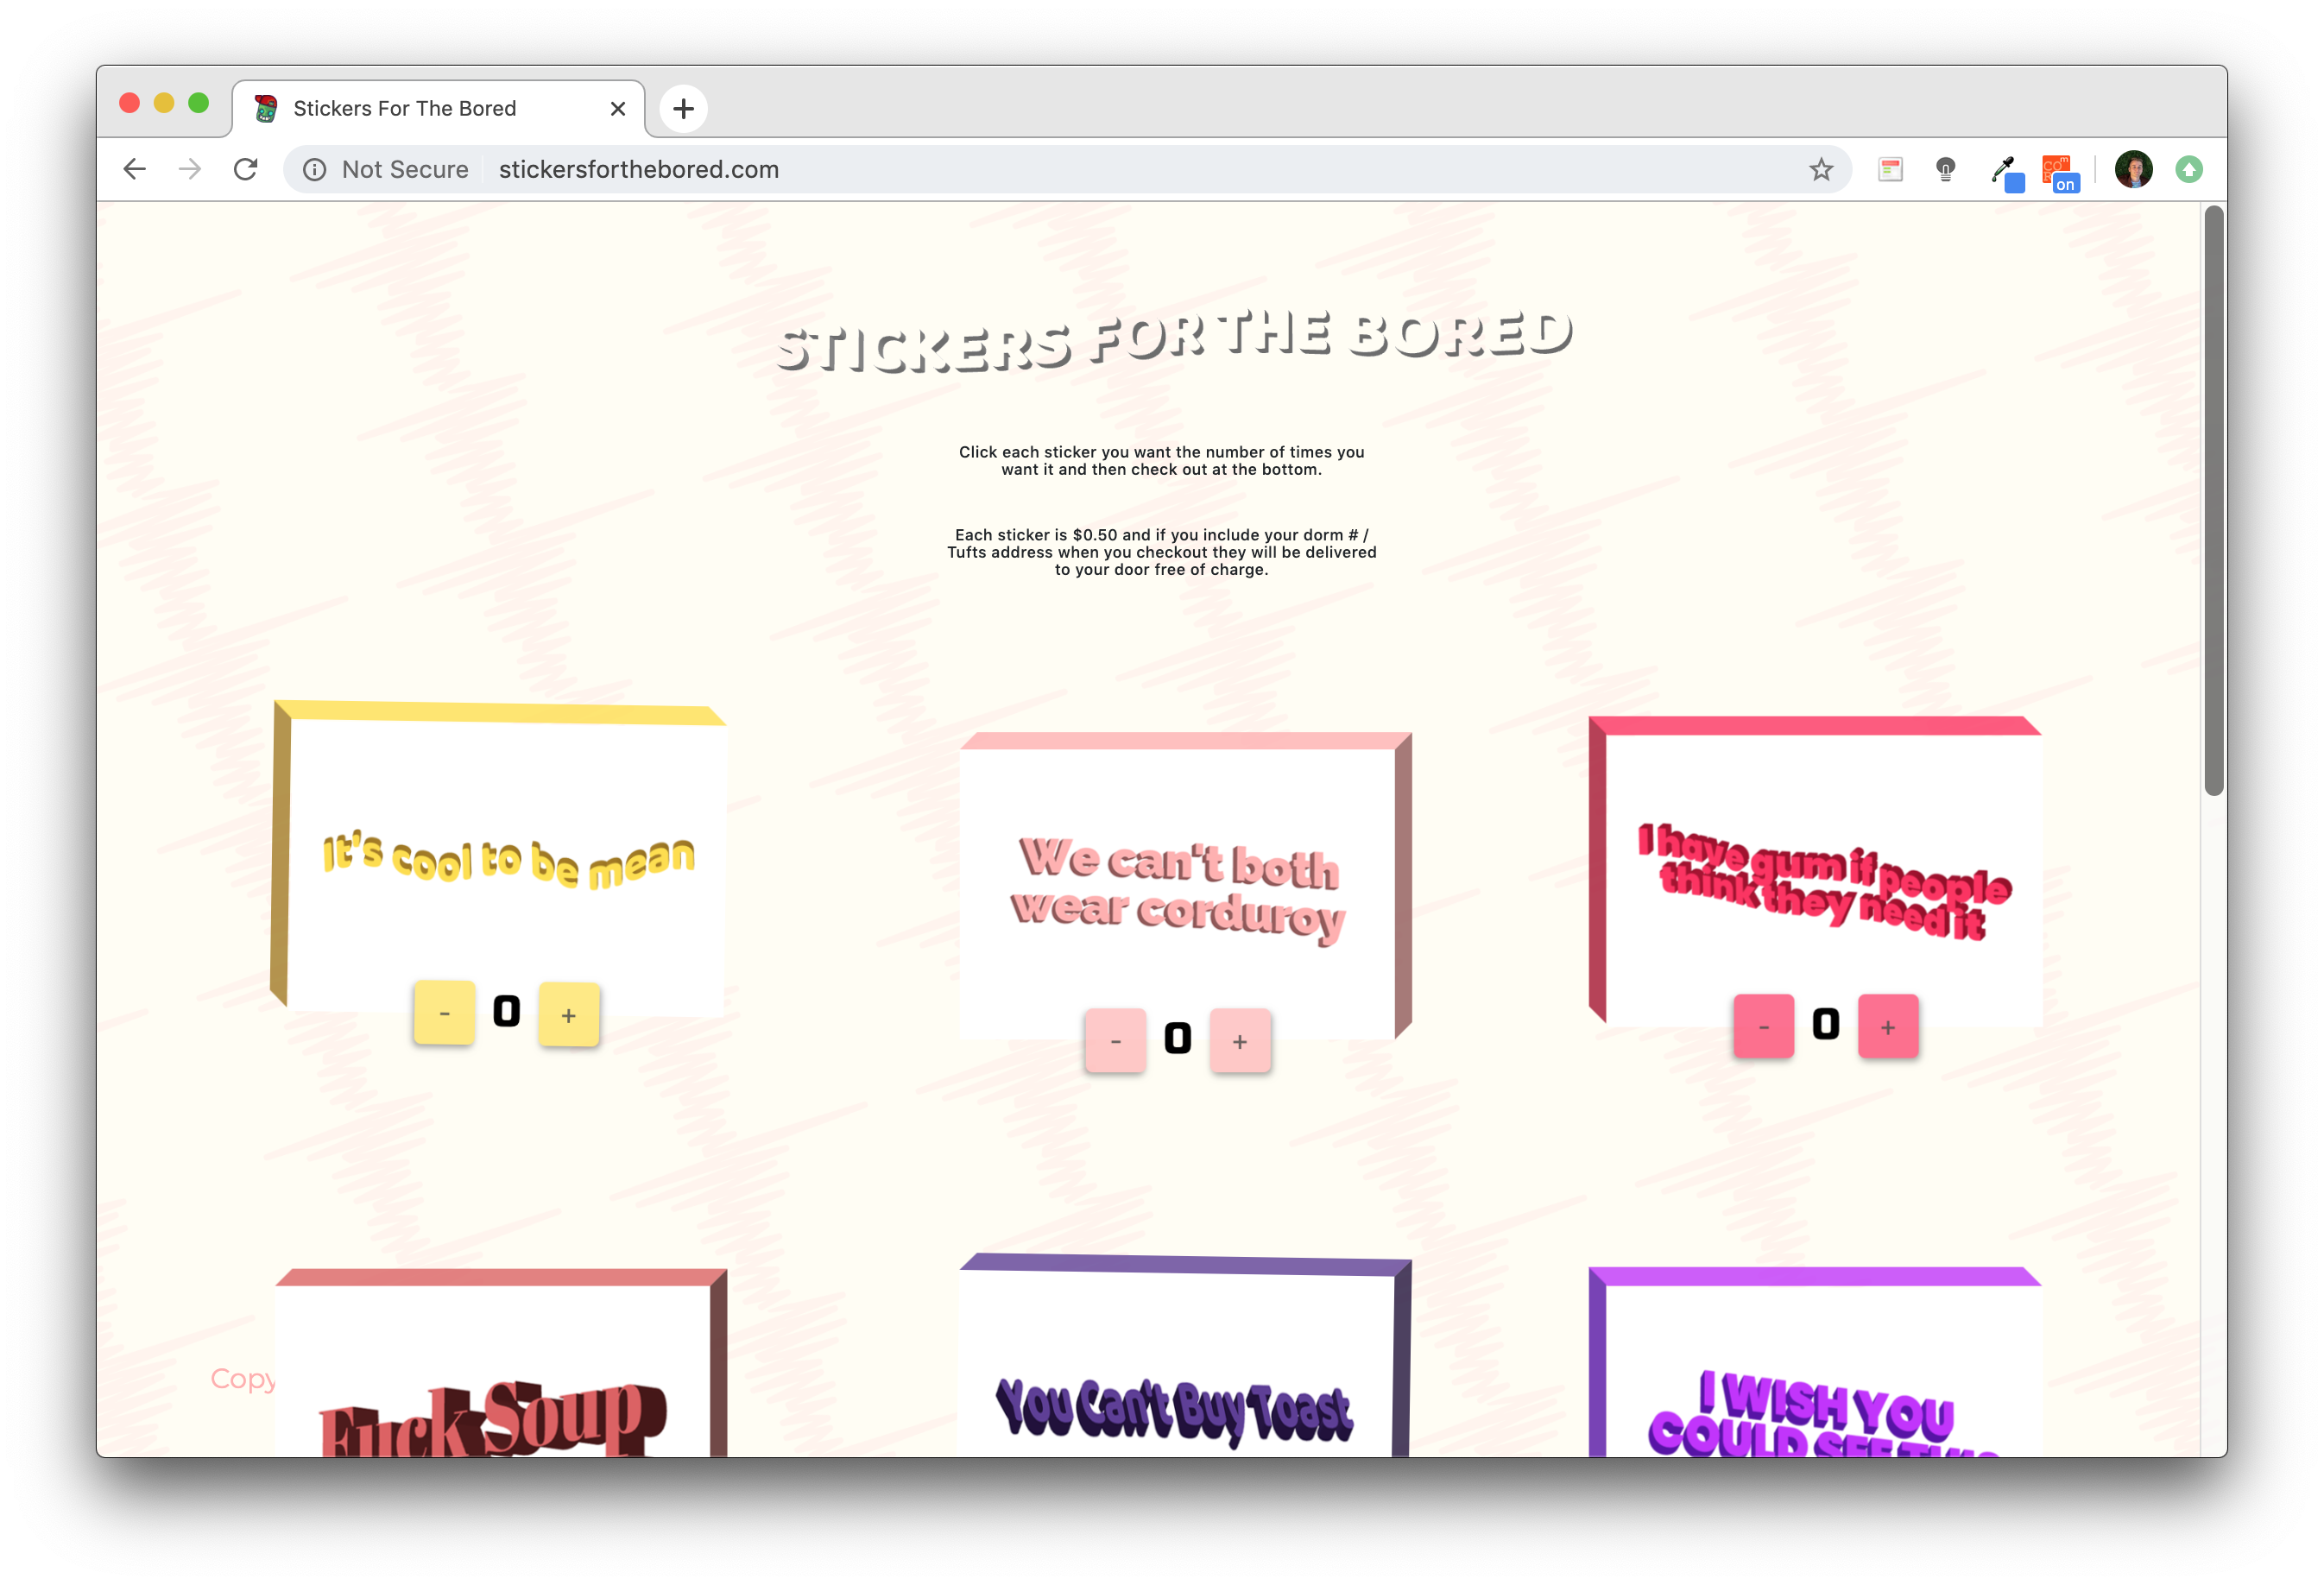 Stickers For The Bored
Not Secure
stickersforthebored.com
on
STICKERS FOR THE BORED
Click each sticker you want the number of times you
want it and then check out at the bottom.
Each sticker is $0.50 and if you include your dorm # /
Tufts address when you checkout they will be delivered
to your door free of charge.
It's cool to be mean
- 0 +
We can't both
wear corduroy
- 0 +
I have gum if people
think they need it
- 0 +
Copy
Fuck Soup
You Can't Buy Toast
I WISH YOU
COULD SEE THIS